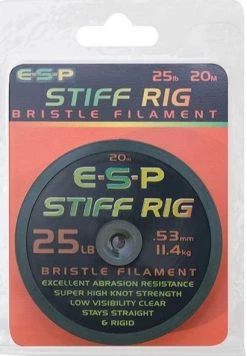 E-S-P 25lb 20M
STIFF RIG
BRISTLE FILAMENT
20m
E-S-P
STIFF RIG
25LB .53mm
11.4kg
BRISTLE FILAMENT
EXCELLENT ABRASION RESISTANCE
SUPER HIGH KNOT STRENGTH
LOW VISIBILITY CLEAR
STAYS STRAIGHT
& RIGID